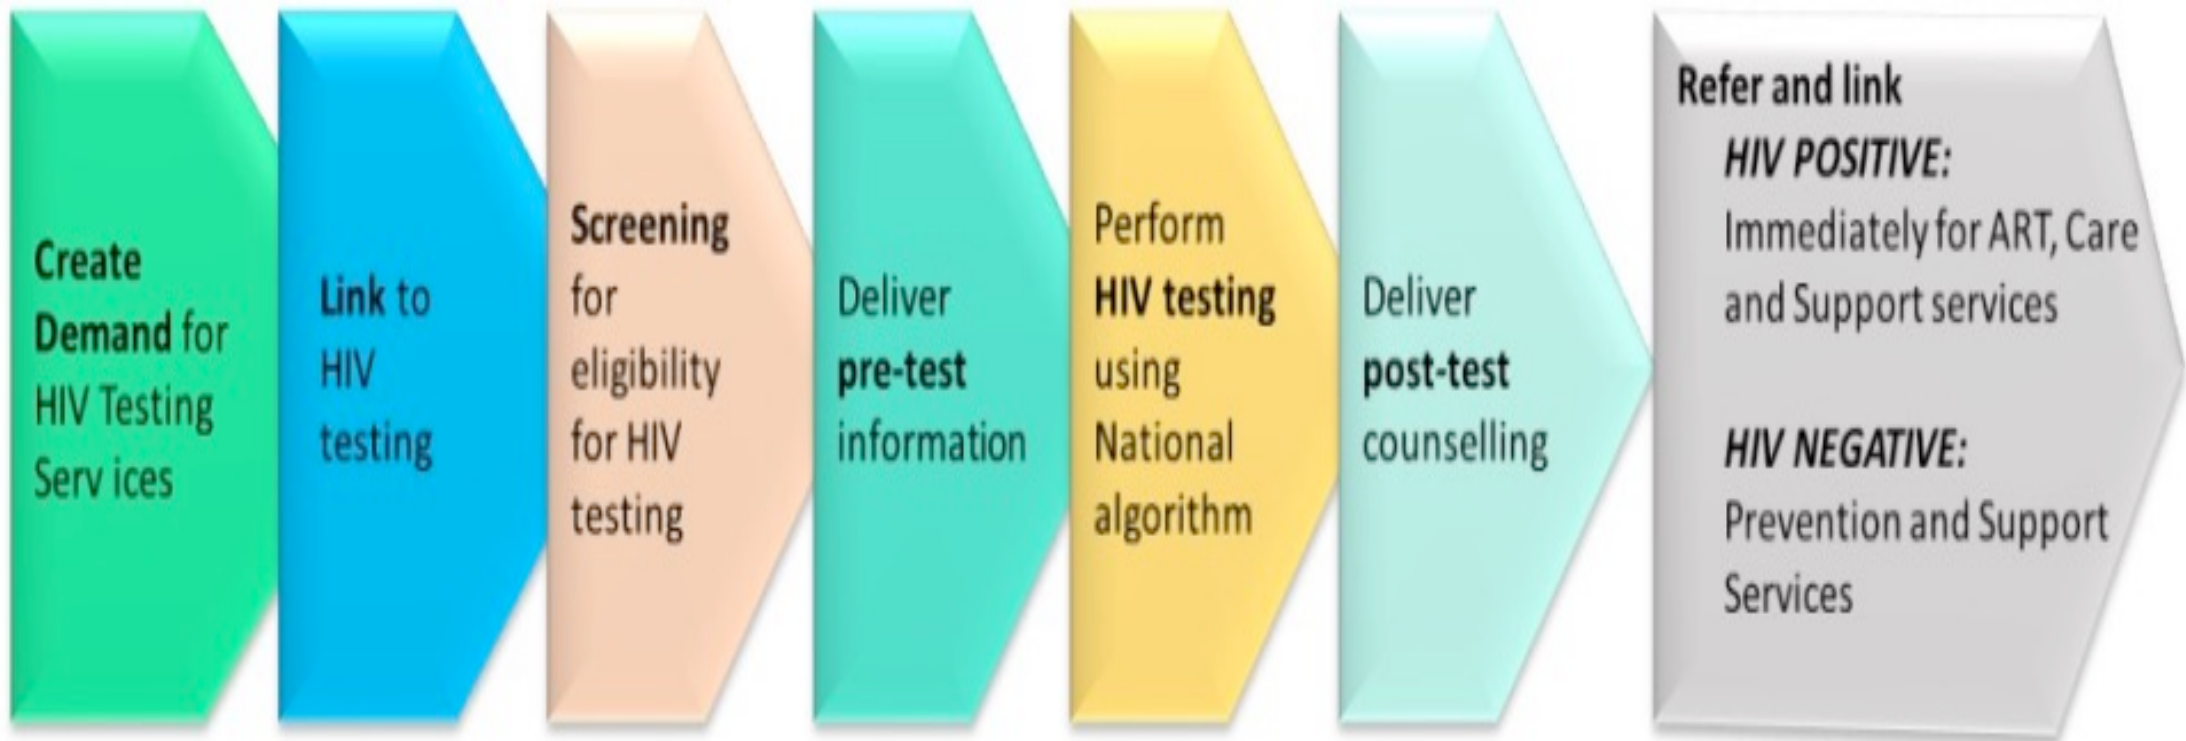 Create
Demand for
HIV Testing
Serv ices
Link to
HIV
testing
Screening
for
eligibility
for HIV
testing
Deliver
pre-test
information
Perform
HIV testing
using
National
algorithm
Deliver
post-test
counselling
Refer and link
HIV POSITIVE:
Immediately for ART, Care
and Support services
HIV NEGATIVE:
Prevention and Support
Services